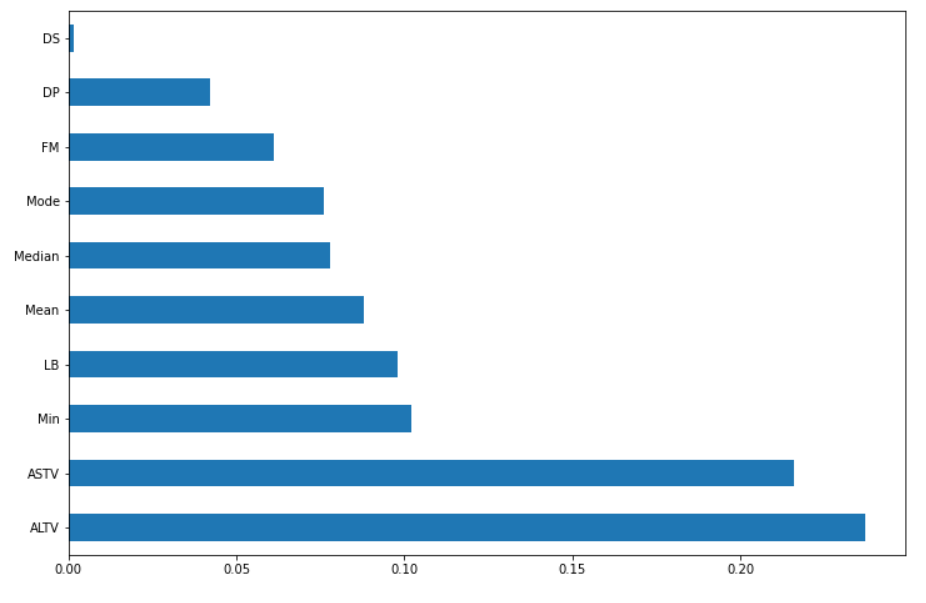 DS
DP
FM
Mode
Median
Mean
LB
Min
ASTV
ALTV
0.00 0.05 0.10 0.15 0.20